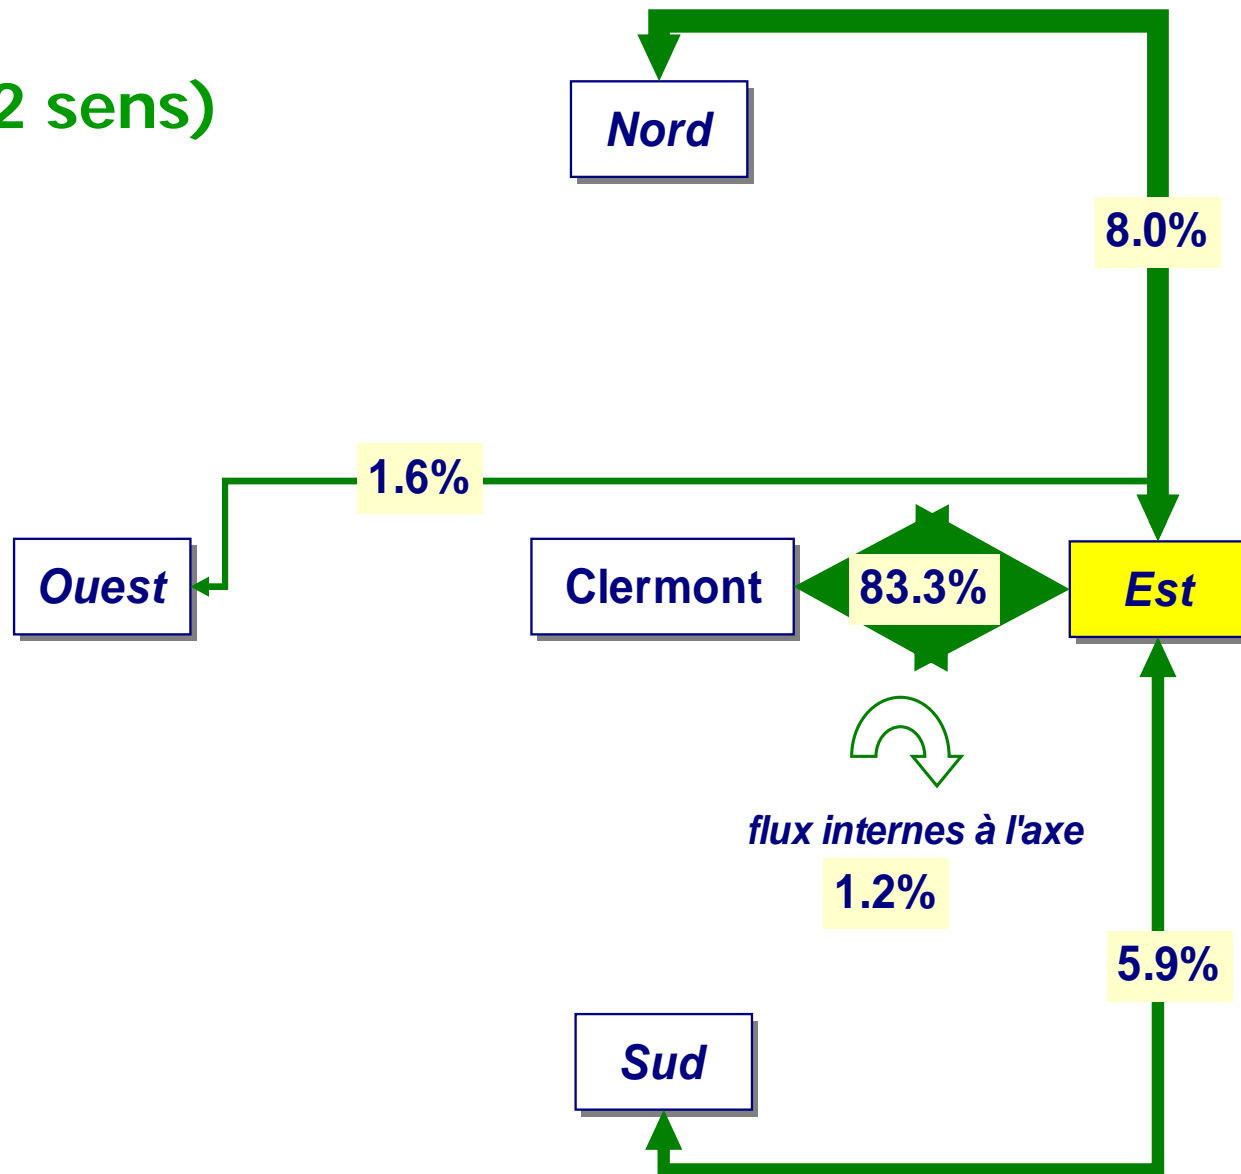 2 sens)
Nord
8.0%
1.6%
Ouest
Clermont
83.3%
Est
flux internes à l'axe
1.2%
5.9%
Sud